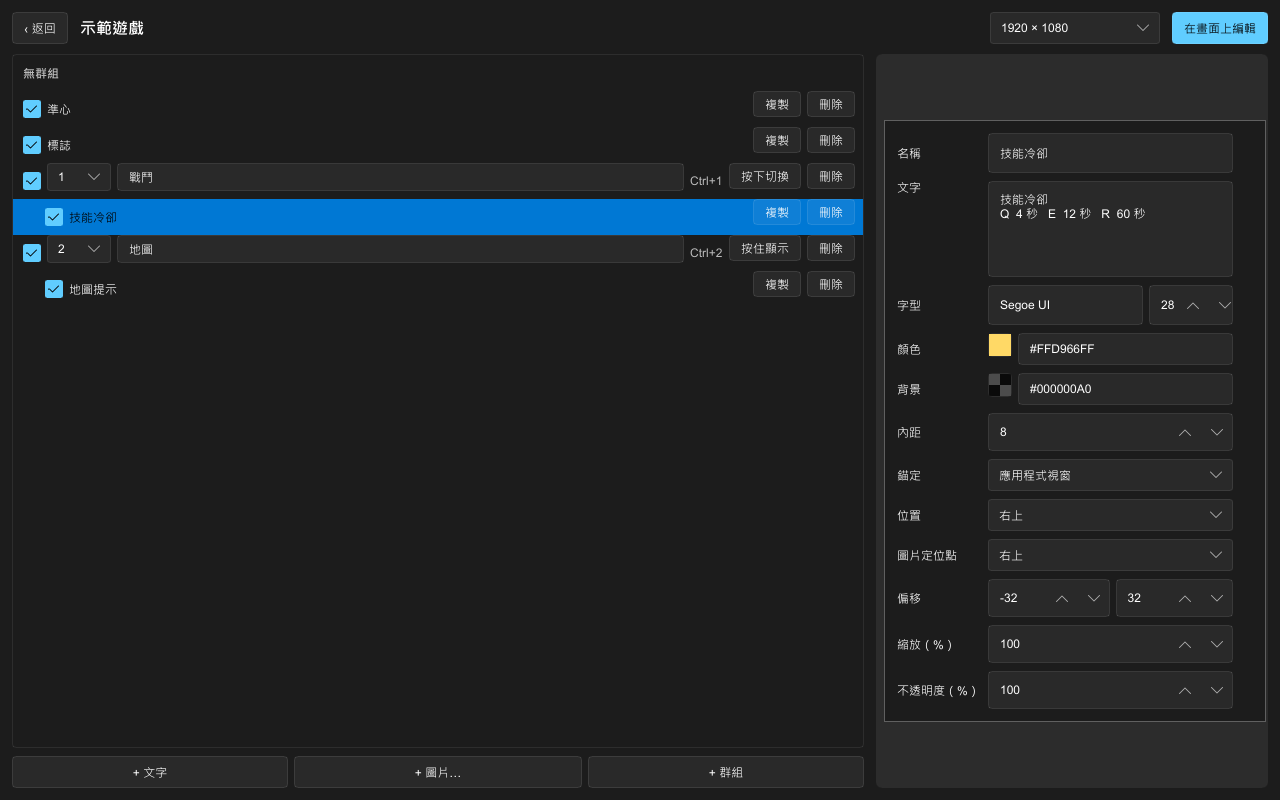 ‹ 返回
示範遊戲
1920 × 1080
在畫面上編輯
無群組
準心
複製
刪除
標誌
複製
刪除
1
戰鬥
Ctrl+1
按下切換
刪除
技能冷卻
複製
刪除
2
地圖
Ctrl+2
按住顯示
刪除
地圖提示
複製
刪除
+ 文字
+ 圖片...
+ 群組
名稱
技能冷卻
文字
技能冷卻
Q 4 秒 E 12 秒 R 60 秒
字型
Segoe UI
28
顏色
#FFD966FF
背景
#000000A0
內距
8
錨定
應用程式視窗
位置
右上
圖片定位點
右上
偏移
-32
32
縮放 ( % )
100
不透明度 ( % )
100